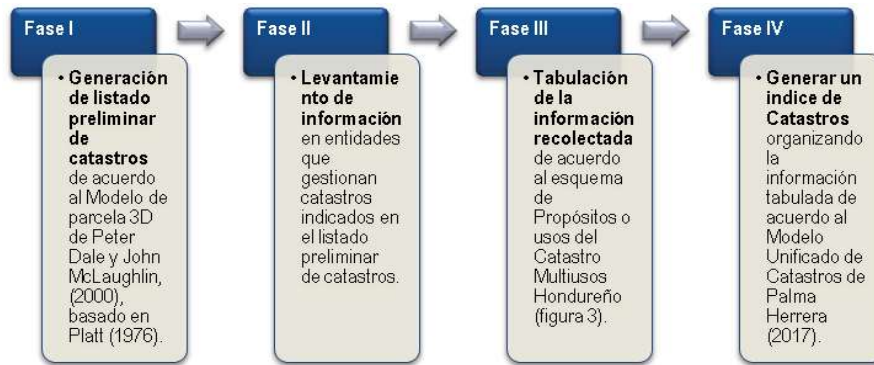 Fase I
• Generación
de listado
preliminar
de
catastros
de acuerdo
al Modelo de
parcela 3D
de Peter
Dale y John
McLaughlin,
(2000),
basado en
Platt (1976).
Fase II
• Levantamie
nto de
información
en entidades
que
gestionan
catastros
indicados en
el listado
preliminar
de catastros.
Fase III
• Tabulación
de la
información
recolectada
de acuerdo
al esquema
de
Propósitos o
usos del
Catastro
Multiusos
Hondureño
(figura 3).
Fase IV
• Generar un
indice de
Catastros
organizando
la
información
tabulada de
acuerdo al
Modelo
Unificado de
Catastros de
Palma
Herrera
(2017).